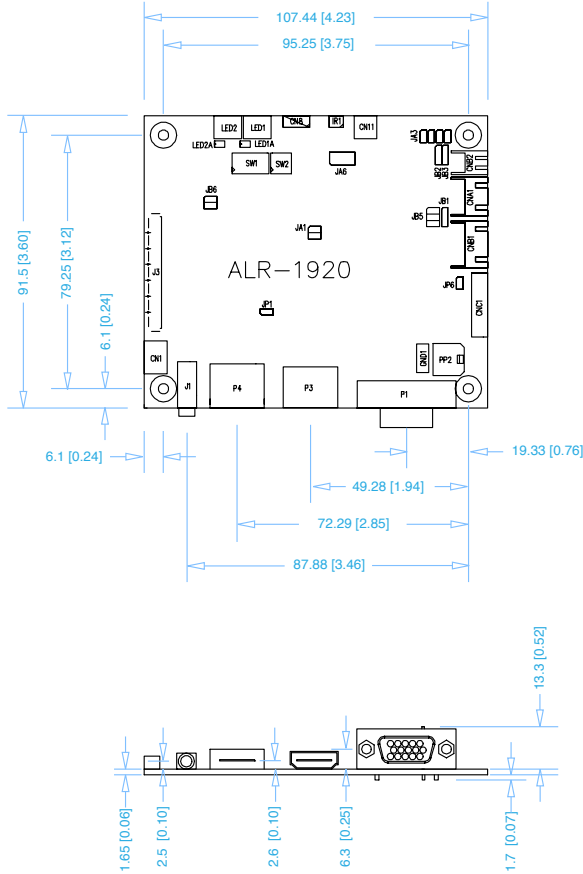 107.44 [4.23]
95.25 [3.75]
LED2
LED1
CN8
IR1
CN11
JA3
LED2A
LED1A
SW1
SW2
JA6
JB2
JB3
CNB2
JB6
JB1
CNA1
JB5
JA1
CNB1
91.5 [3.60]
79.25 [3.12]
J3
ALR-1920
JP6
CNC1
JP1
6.1 [0.24]
CN1
GND1
PP2
J1
P4
P3
P1
6.1 [0.24]
19.33 [0.76]
49.28 [1.94]
72.29 [2.85]
87.88 [3.46]
13.3 [0.52]
1.65 [0.06]
2.5 [0.10]
2.6 [0.10]
6.3 [0.25]
1.7 [0.07]